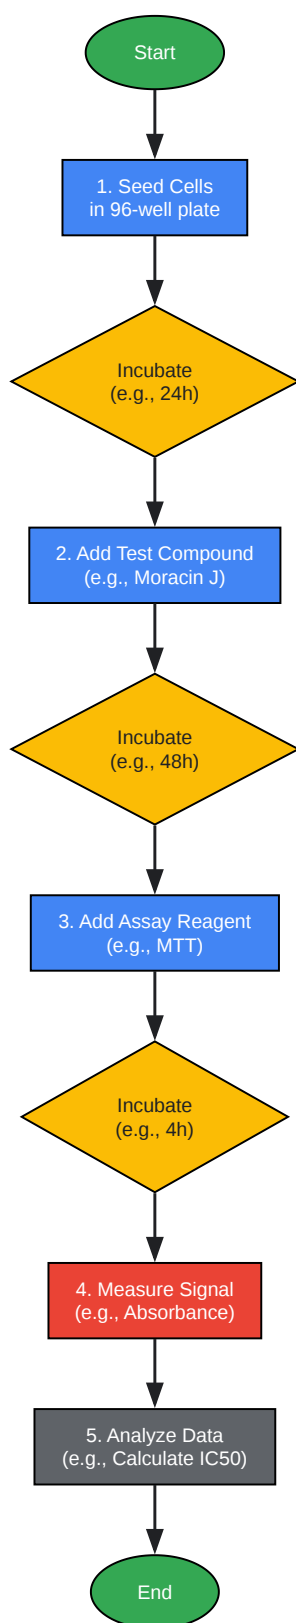 Start
1. Seed Cells
in 96-well plate
Incubate
(e.g., 24h)
2. Add Test Compound
(e.g., Moracin J)
Incubate
(e.g., 48h)
3. Add Assay Reagent
(e.g., MTT)
Incubate
(e.g., 4h)
4. Measure Signal
(e.g., Absorbance)
5. Analyze Data
(e.g., Calculate IC50)
End